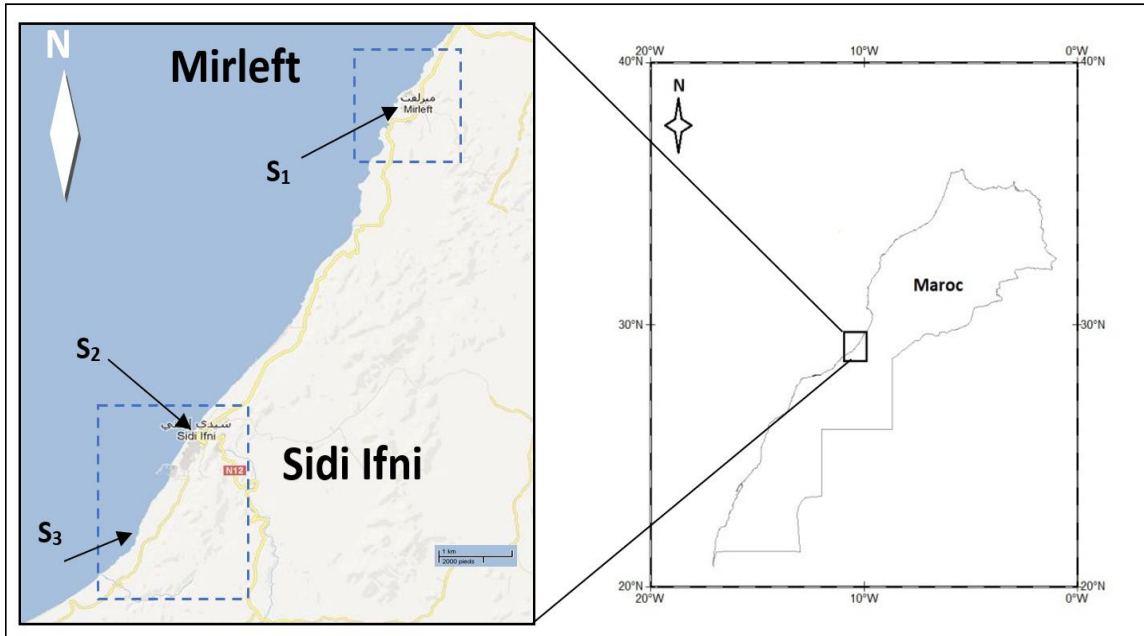 N
Mirleft
ميرلفت
Mirleft
S1
S2
سيدي إفني
Sidi Ifni
Sidi Ifni
N12
S3
1 km
2000 pieds
20°W
10°W
0°W
40°N
40°N
N
Maroc
30°N
30°N
20°N
20°N
20°W
10°W
0°W